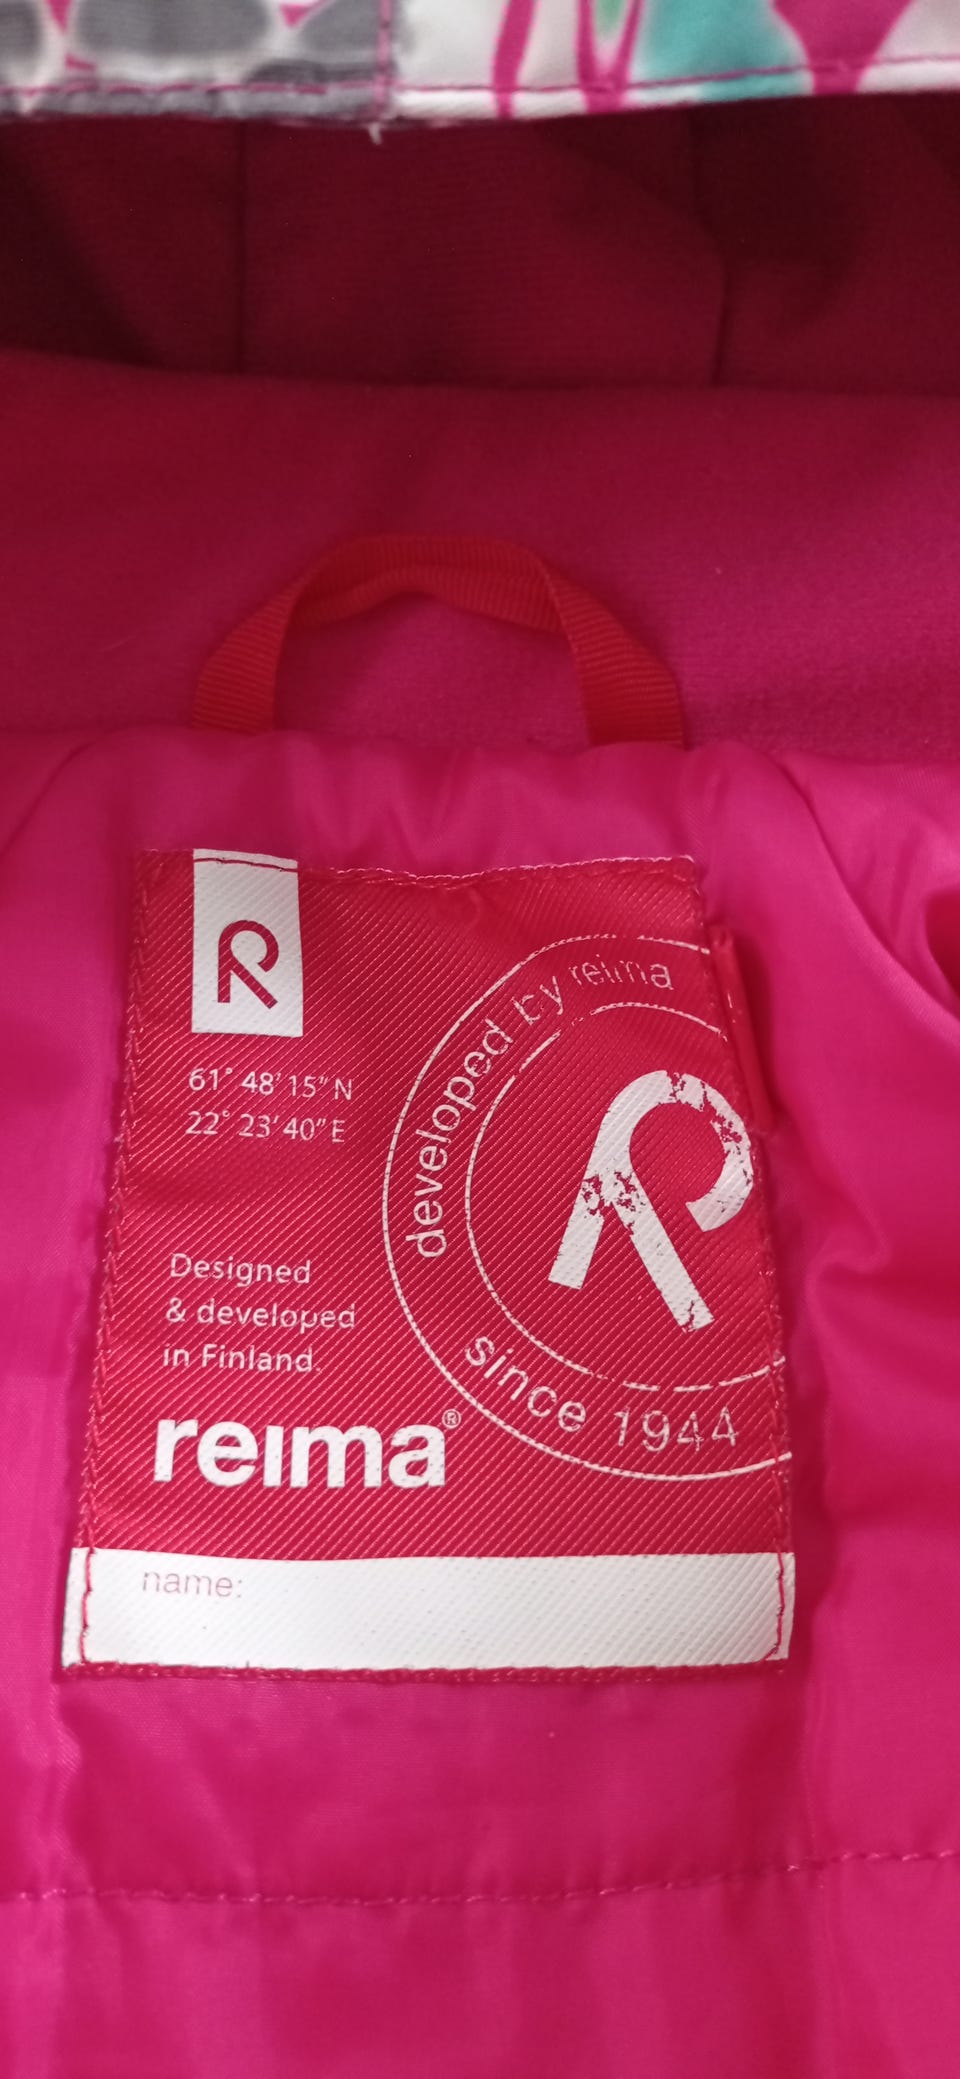 R
61° 48' 15" N
22° 23' 40" E
developed by reima
R
since 1944
Designed
& developed
in Finland.
reima®
name: